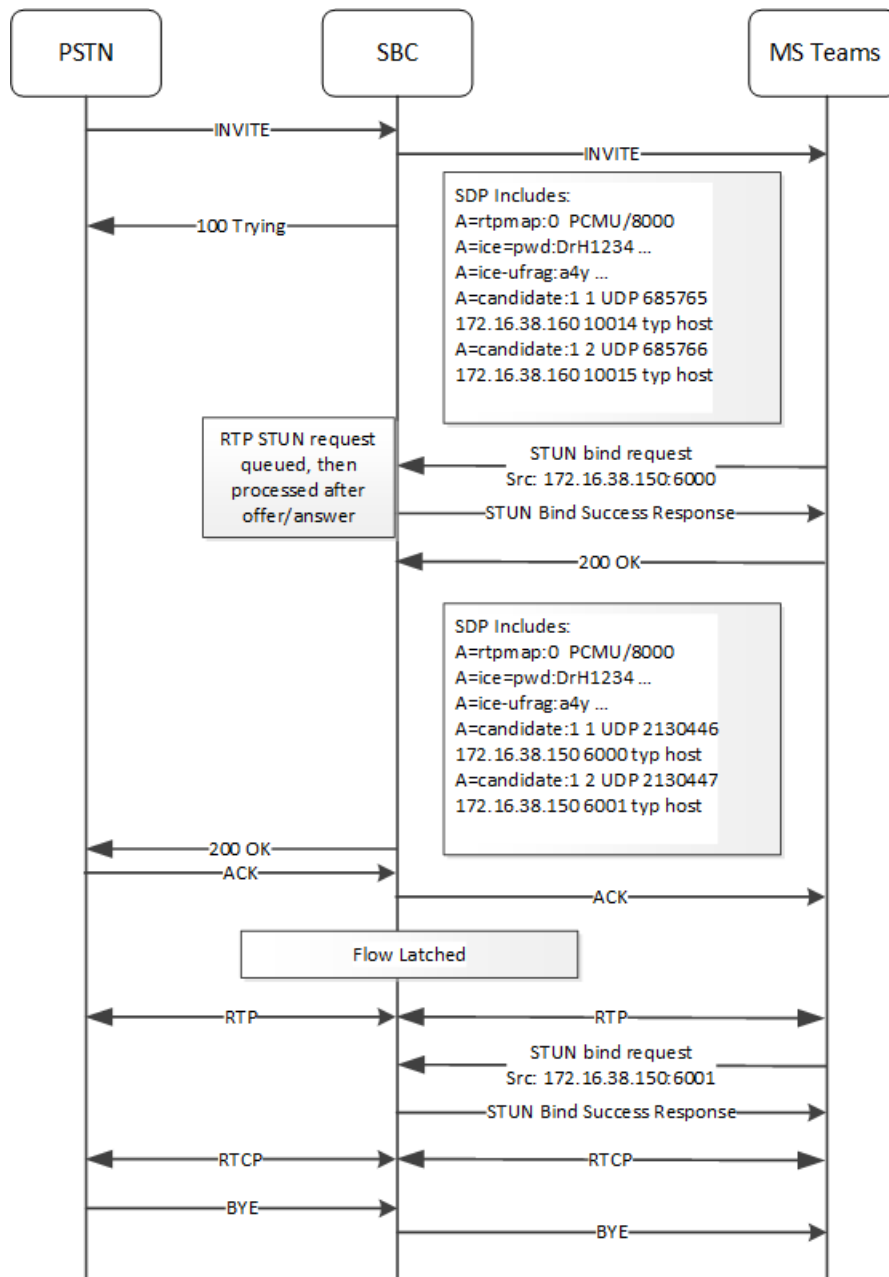 PSTN
SBC
MS Teams
INVITE
INVITE
SDP Includes:
A=rtpmap:0 PCMU/8000
A=ice=pwd:DrH1234 ...
A=ice-ufrag:a4y ...
A=candidate:1 1 UDP 685765
172.16.38.160 10014 typ host
A=candidate:1 2 UDP 685766
172.16.38.160 10015 typ host
100 Trying
RTP STUN request
queued, then
processed after
offer/answer
STUN bind request
Src: 172.16.38.150:6000
STUN Bind Success Response
200 OK
SDP Includes:
A=rtpmap:0 PCMU/8000
A=ice=pwd:DrH1234 ...
A=ice-ufrag:a4y ...
A=candidate:1 1 UDP 2130446
172.16.38.150 6000 typ host
A=candidate:1 2 UDP 2130447
172.16.38.150 6001 typ host
200 OK
ACK
ACK
Flow Latched
RTP
RTP
STUN bind request
Src: 172.16.38.150:6001
STUN Bind Success Response
RTCP
RTCP
BYE
BYE